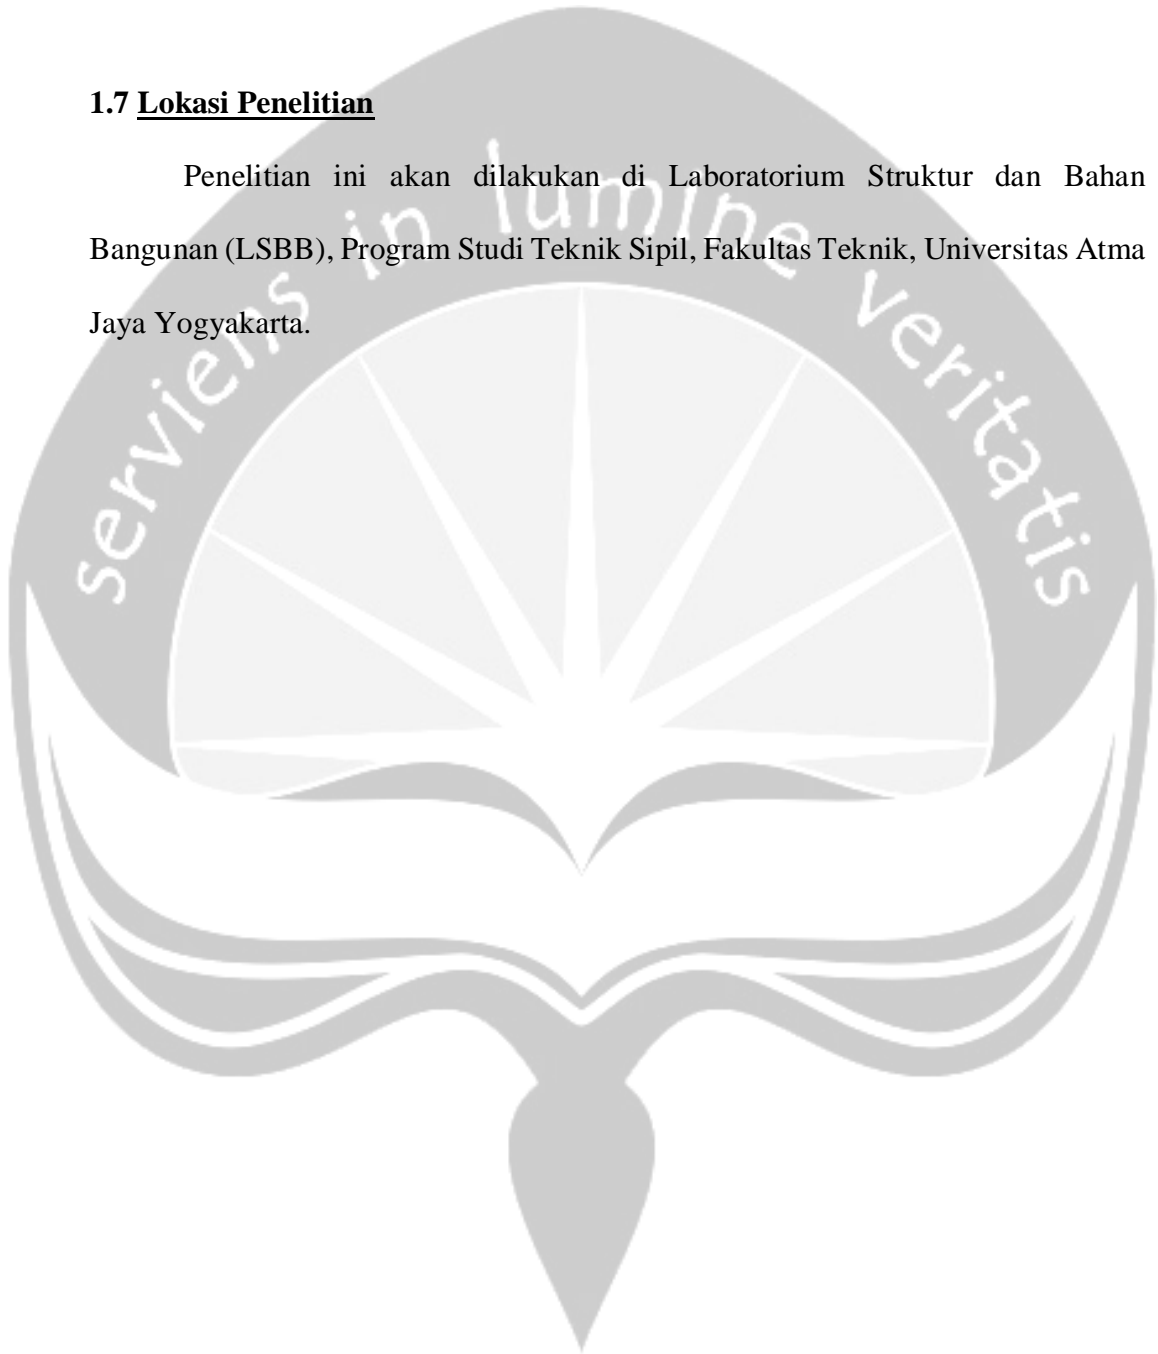 1.7 Lokasi Penelitian
Penelitian ini akan dilakukan di Laboratorium Struktur dan Bahan
Bangunan (LSBB), Program Studi Teknik Sipil, Fakultas Teknik, Universitas Atma
Jaya Yogyakarta.
serviens in lumine veritatis